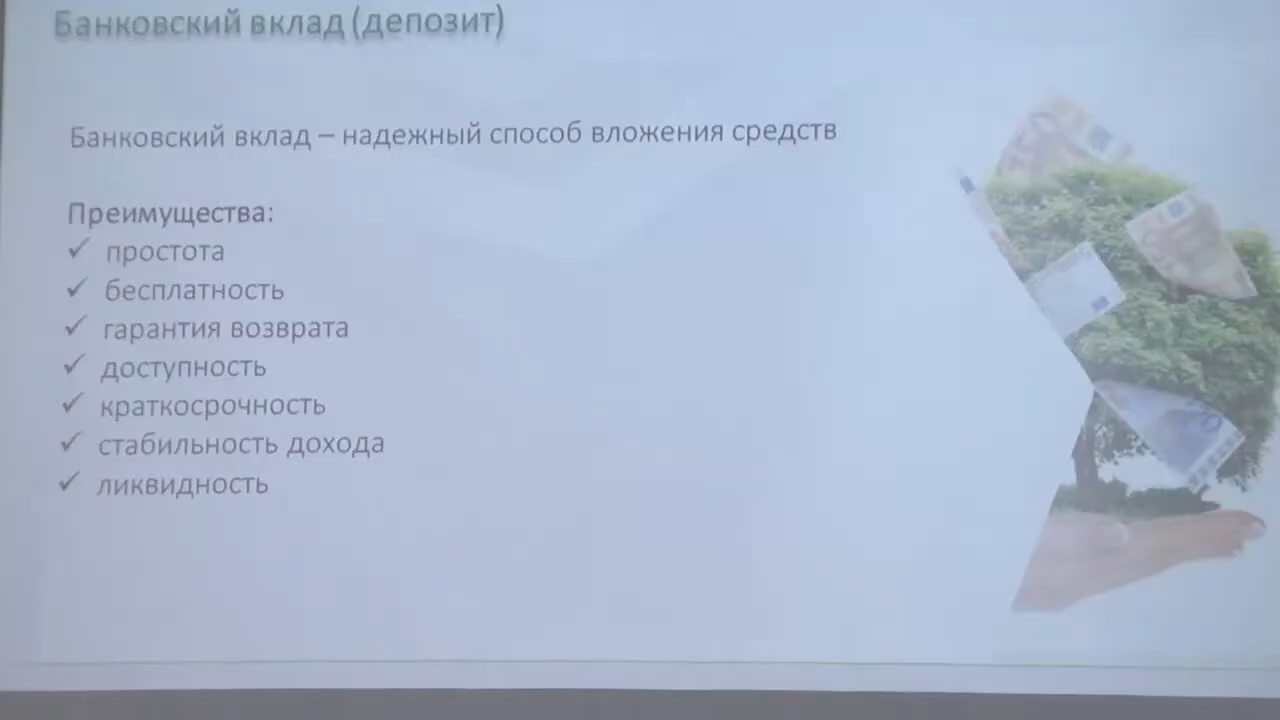 Банковский вклад (депозит)
Банковский вклад – надежный способ вложения средств
Преимущества:
✓ простота
✓ бесплатность
✓ гарантия возврата
✓ доступность
✓ краткосрочность
✓ стабильность дохода
✓ ликвидность